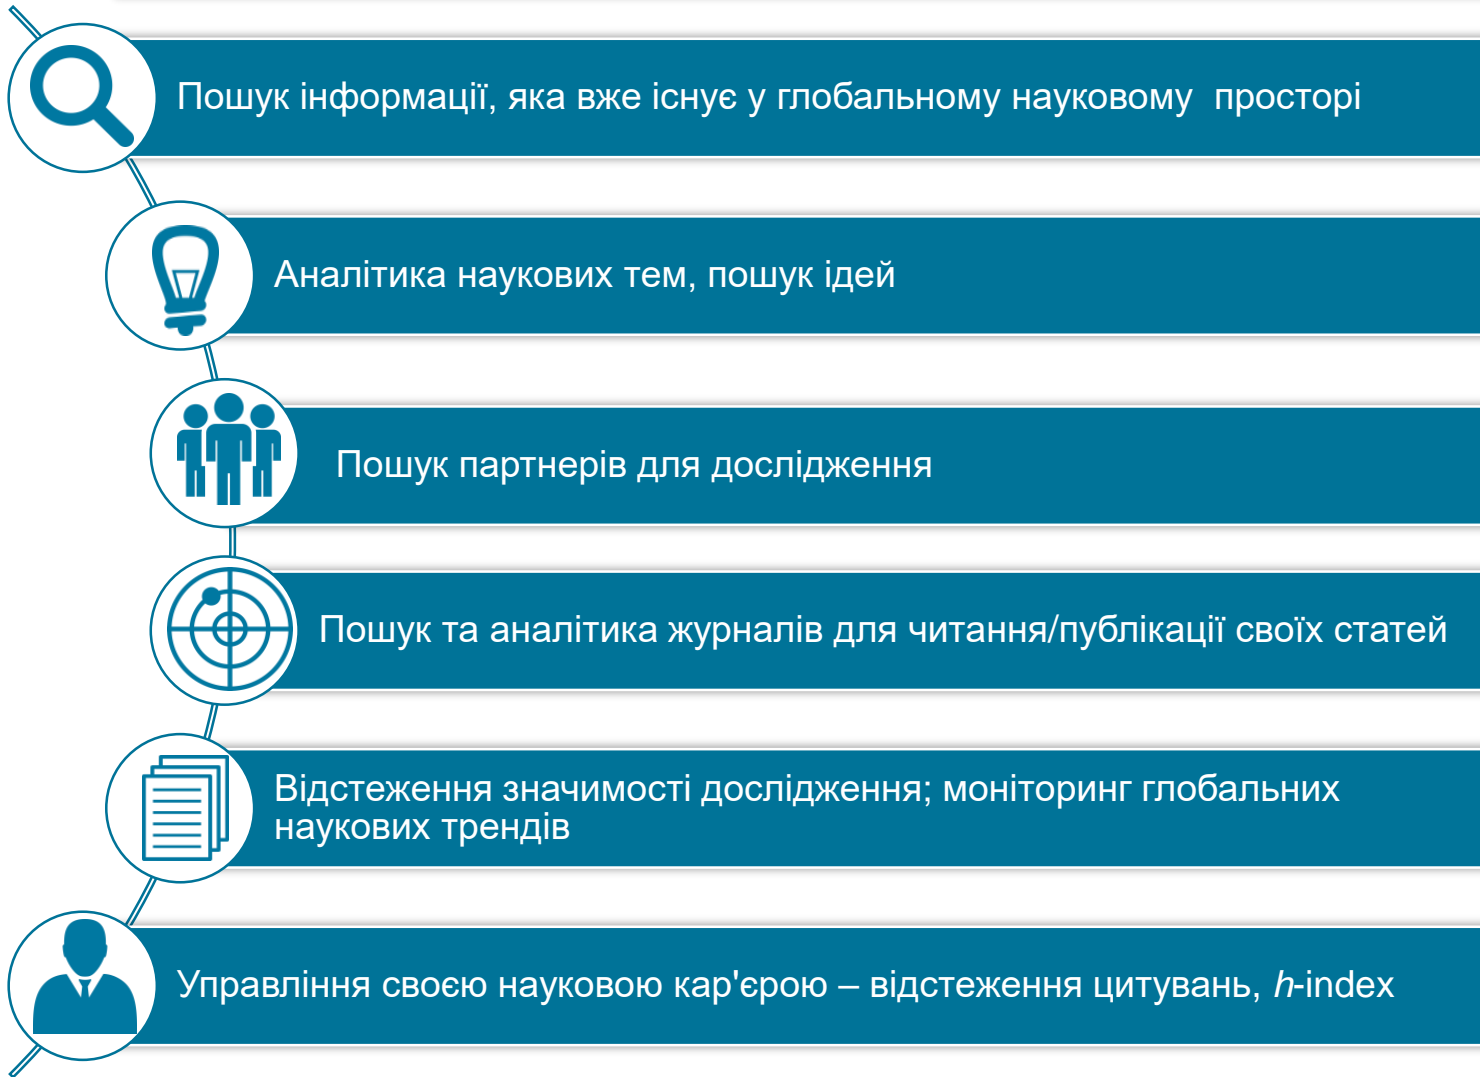 Пошук інформації, яка вже існує у глобальному науковому  просторі
Аналітика наукових тем, пошук ідей
Пошук партнерів для дослідження
Пошук та аналітика журналів для читання/публікації своїх статей
Відстеження значимості дослідження; моніторинг глобальних
наукових трендів
Управління своєю науковою кар'єрою – відстеження цитувань, h-index